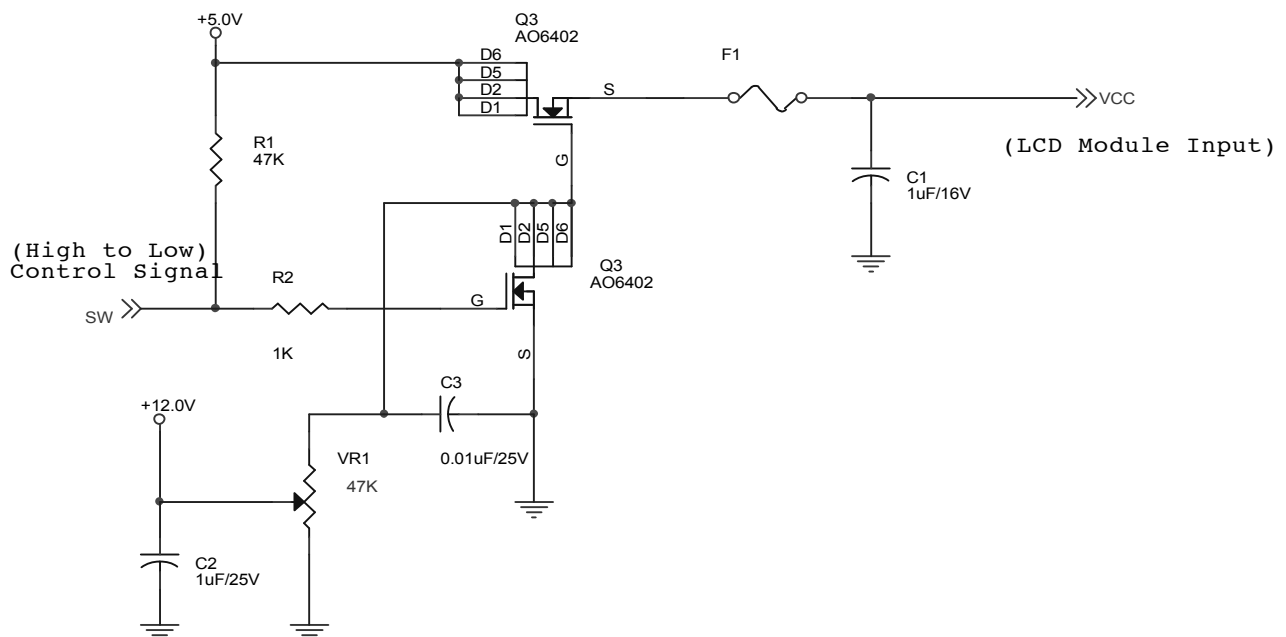 +5.0V
Q3
AO6402
D6
D5
D2
D1
S
F1
VCC
(LCD Module Input)
R1
47K
G
C1
1uF/16V
D1
D2
D5
D6
(High to Low)
Control Signal
R2
Q3
AO6402
SW
G
1K
S
C3
+12.0V
VR1
0.01uF/25V
47K
C2
1uF/25V